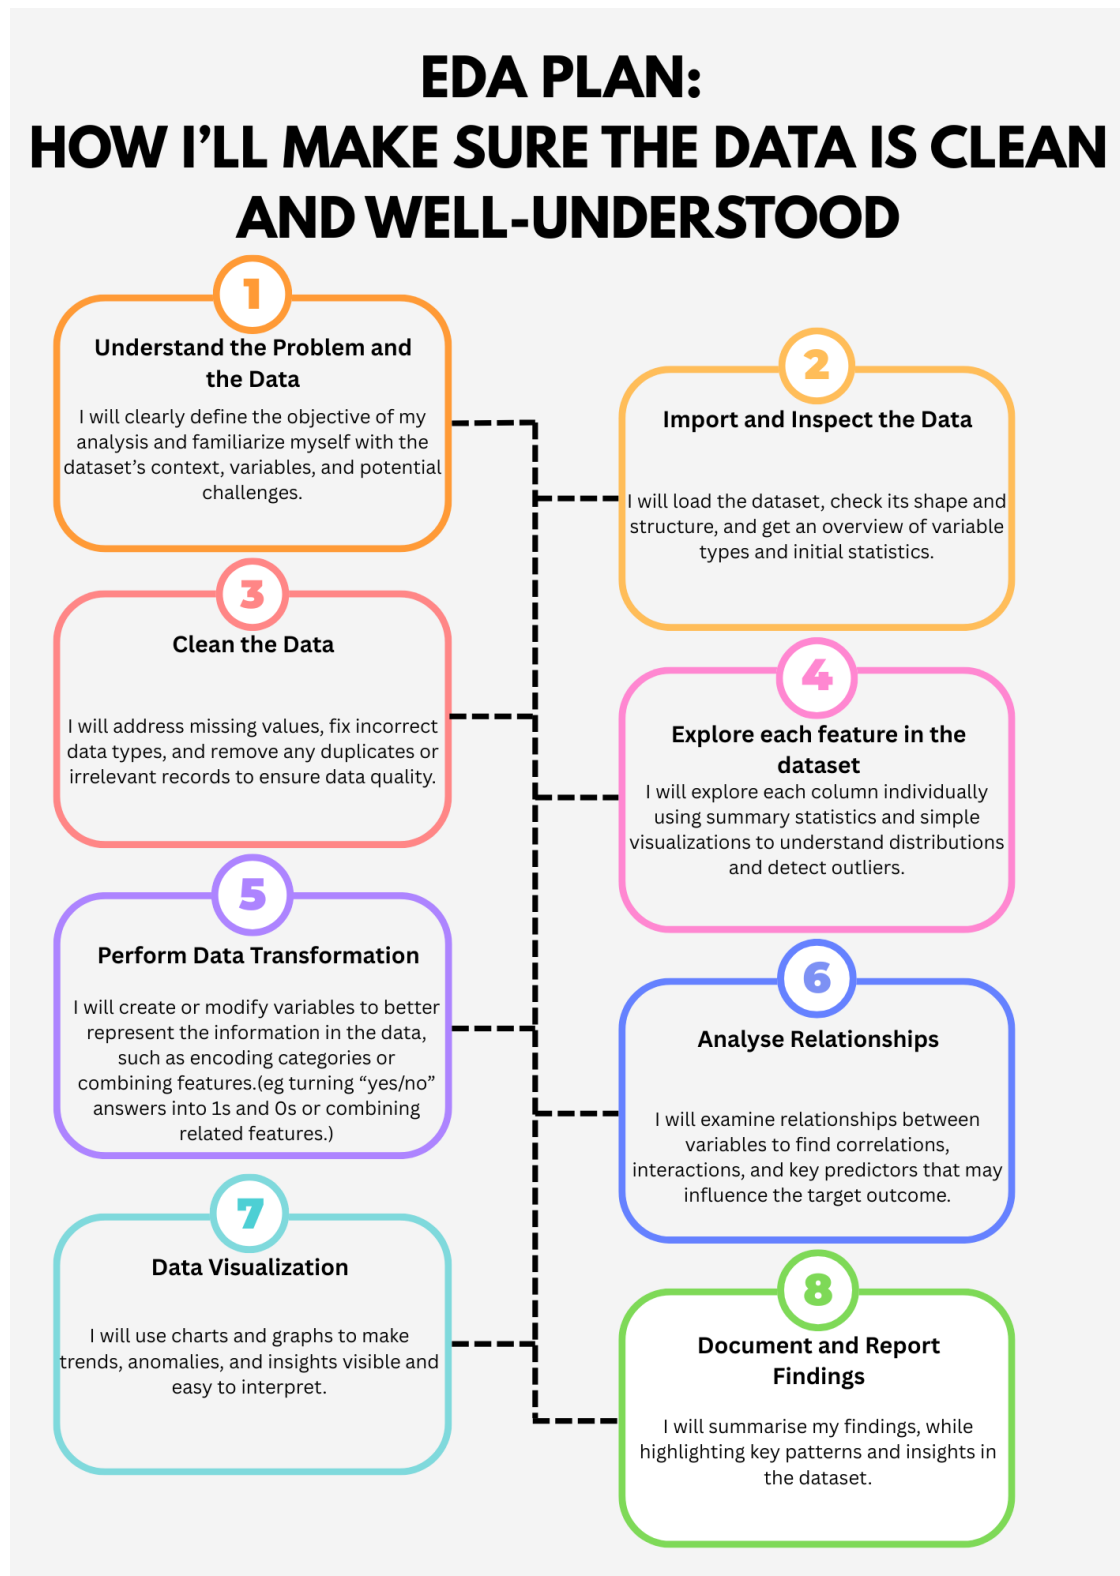 EDA PLAN:
HOW I'LL MAKE SURE THE DATA IS CLEAN
AND WELL-UNDERSTOOD
1
Understand the Problem and
the Data
I will clearly define the objective of my
analysis and familiarize myself with the
dataset's context, variables, and potential
challenges.
2
Import and Inspect the Data
I will load the dataset, check its shape and
structure, and get an overview of variable
types and initial statistics.
3
Clean the Data
I will address missing values, fix incorrect
data types, and remove any duplicates or
irrelevant records to ensure data quality.
4
Explore each feature in the
dataset
I will explore each column individually
using summary statistics and simple
visualizations to understand distributions
and detect outliers.
5
Perform Data Transformation
I will create or modify variables to better
represent the information in the data,
such as encoding categories or
combining features.(eg turning “yes/no”
answers into 1s and 0s or combining
related features.)
6
Analyse Relationships
I will examine relationships between
variables to find correlations,
interactions, and key predictors that may
influence the target outcome.
7
Data Visualization
I will use charts and graphs to make
trends, anomalies, and insights visible and
easy to interpret.
8
Document and Report
Findings
I will summarise my findings, while
highlighting key patterns and insights in
the dataset.